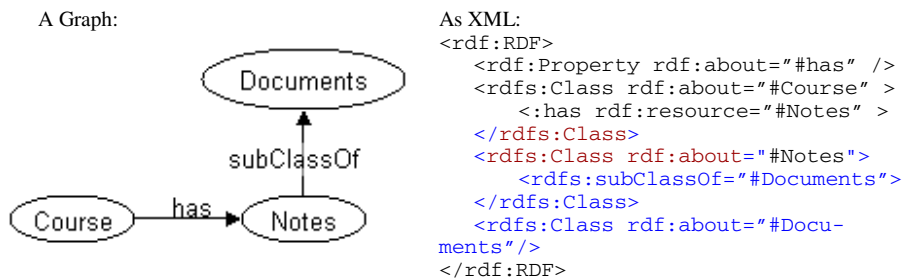 A Graph:
Documents
subClassOf
Course
has
Notes
As XML:
<rdf:RDF>
<rdf:Property rdf:about="#has" />
<rdfs:Class rdf:about="#Course" >
<:has rdf:resource="#Notes" >
</rdfs:Class>
<rdfs:Class rdf:about="#Notes">
<rdfs:subClassOf="#Documents">
</rdfs:Class>
<rdfs:Class rdf:about="#Docu-
ments"/>
</rdf:RDF>